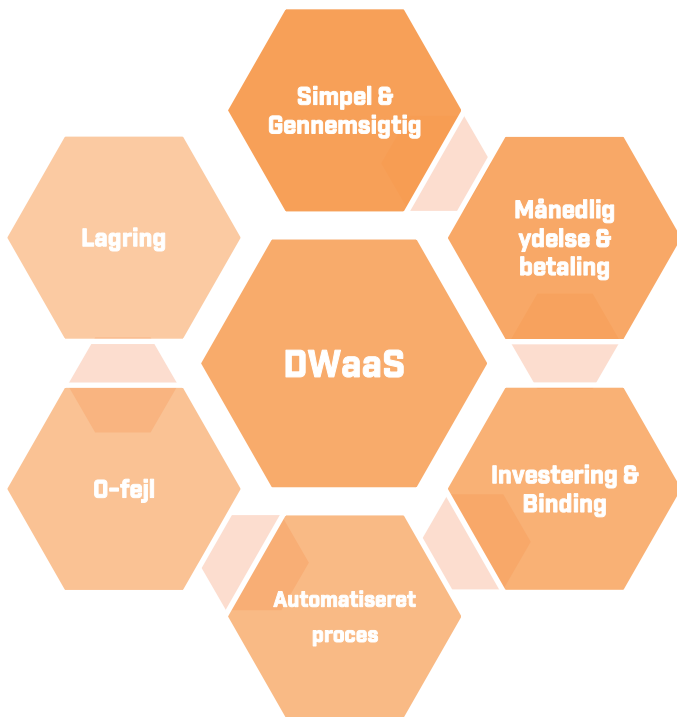 Simpel &
Gennemsigtig
Månedlig
ydelse &
betaling
Lagring
DWaaS
Investering &
Binding
0-fejl
Automatiseret
proces